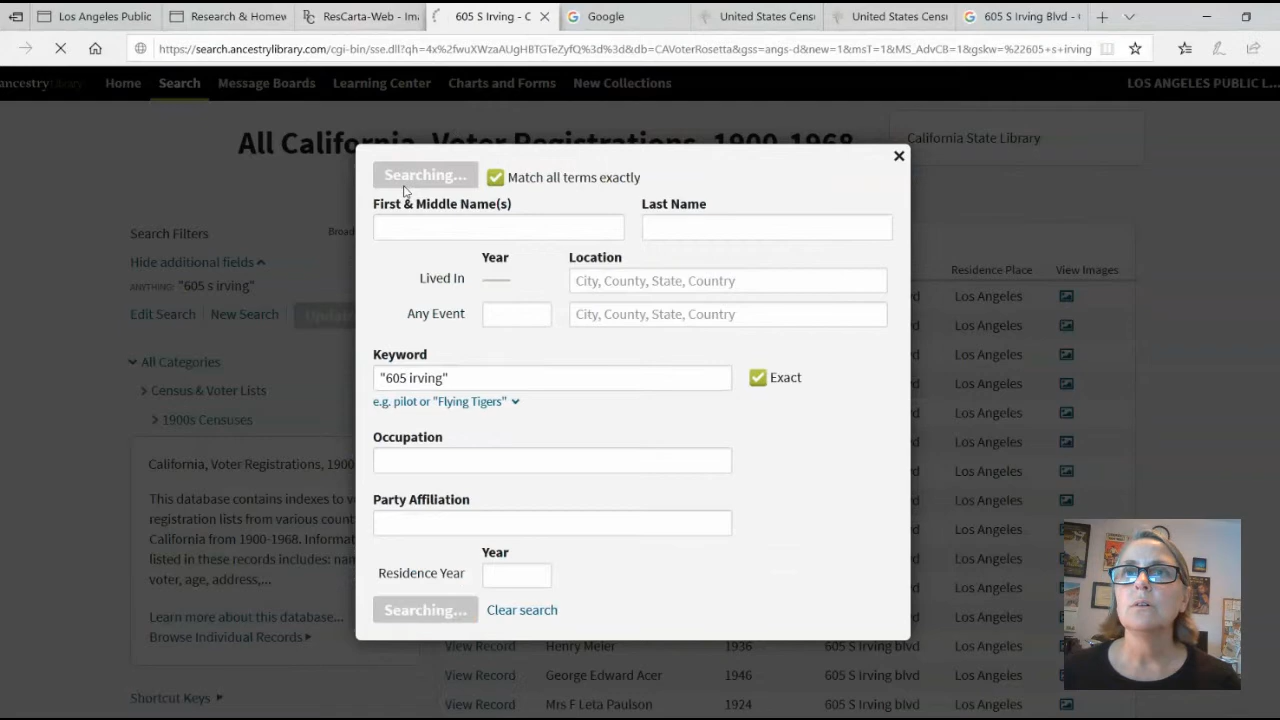 Los Angeles Public
Research & Homew
ResCarta-Web - Im
605 S Irving - C
Google
United States Censu
United States Censu
605 S Irving Blvd -
https://search.ancestrylibrary.com/cgi-bin/sse.dll?qh=4x%2fwuXWzaAUgHBTGTeZyfQ%3d%3d&db=CAVoterRosetta&gss=angs-d&new=1&msT=1&MS_AdvCB=1&gskw=%22605+s+irving
ancestry
Home
Search
Message Boards
Learning Center
Charts and Forms
New Collections
LOS ANGELES PUBLIC L...
All California, Voter Registrations, 1900-1968
California State Library
Searching...
Match all terms exactly
First & Middle Name(s)
Last Name
Search Filters
Broad
Year
Location
Hide additional fields
Lived In
City, County, State, Country
Residence Place
View Images
ANYTHING: "605 s irving"
Los Angeles
Edit Search
New Search
Any Event
City, County, State, Country
Los Angeles
Keyword
Los Angeles
All Categories
"605 irving"
Exact
Los Angeles
Census & Voter Lists
e.g. pilot or "Flying Tigers"
Los Angeles
1900s Censuses
Occupation
Los Angeles
California, Voter Registrations, 1900
Los Angeles
This database contains indexes to v
registration lists from various count
California from 1900-1968. Informat
listed in these records includes: nam
voter, age, address,...
Party Affiliation
Los Angeles
Los Angeles
Year
Los Angeles
Residence Year
Los Angeles
Learn more about this database...
Searching...
Clear search
Los Angeles
Browse Individual Records
View Record
Henry Meier
1936
605 S Irving blvd
Los Angeles
View Record
George Edward Acer
1946
605 S Irving blvd
Los Angeles
Shortcut Keys
View Record
Mrs F Leta Paulson
1924
605 S Irving blvd
Los Angeles